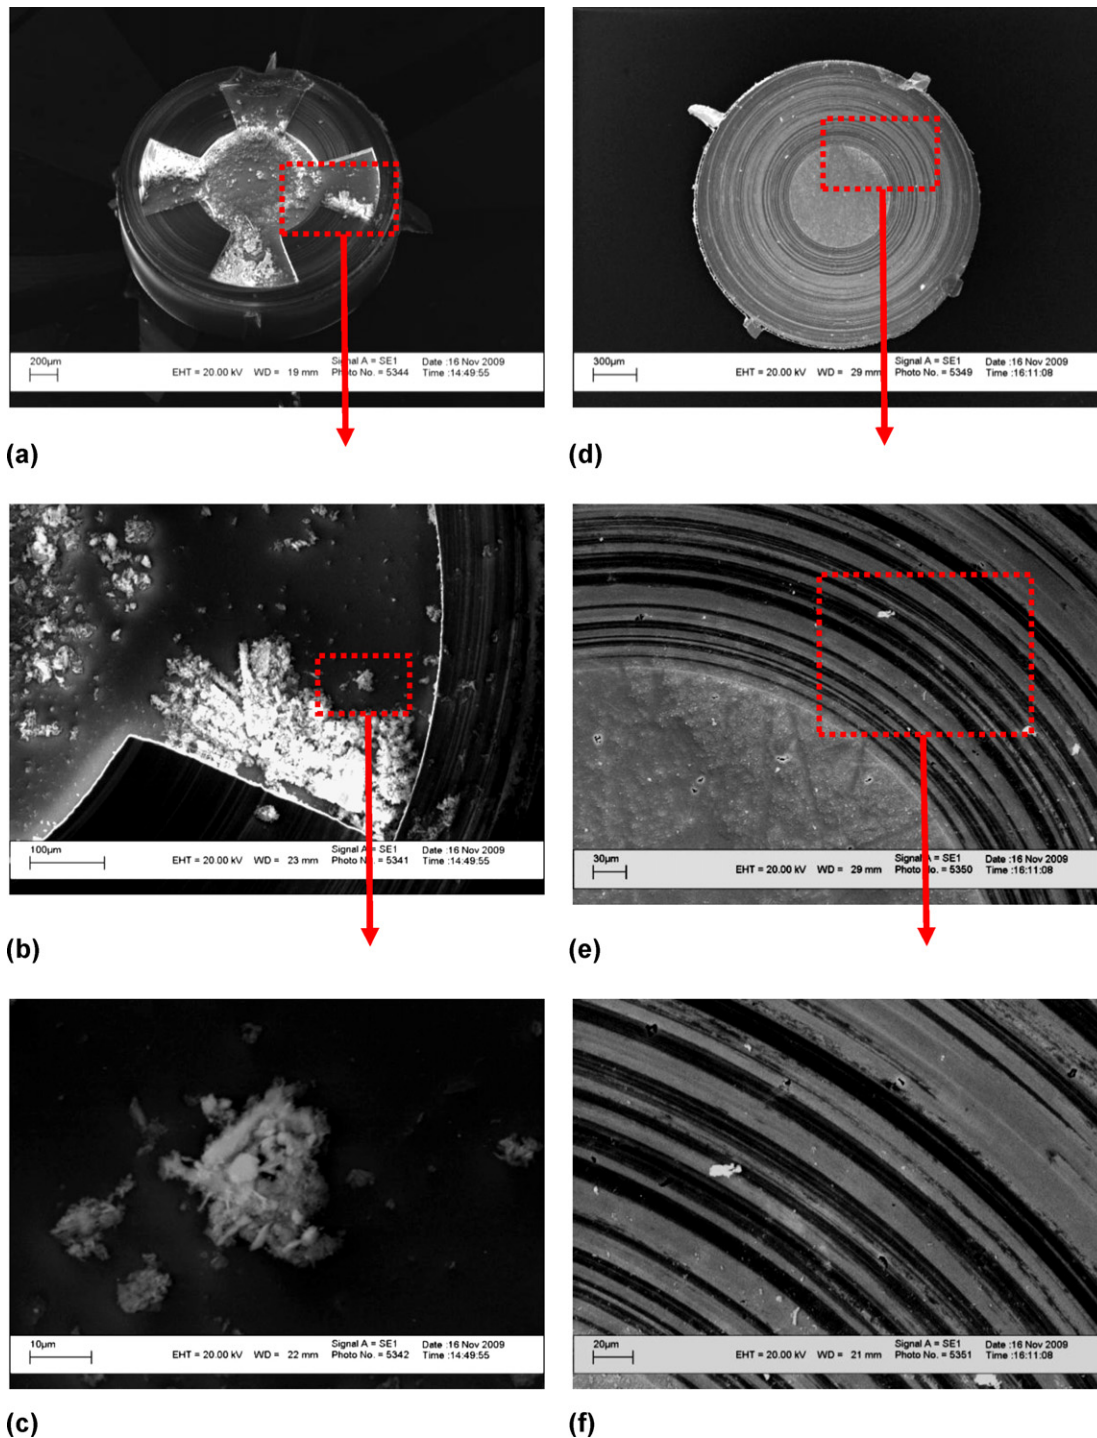 200µm
EHT = 20.00 kV WD = 19 mm
Signal A = SE1
Photo No. = 5344
Date :16 Nov 2009
Time :14:49:55
(a)
300µm
EHT = 20.00 kV WD = 29 mm
Signal A = SE1
Photo No. = 5349
Date :16 Nov 2009
Time :16:11:08
(d)
100µm
EHT = 20.00 kV WD = 23 mm
Signal A = SE1
Photo No. = 5341
Date :16 Nov 2009
Time :14:49:55
(b)
30µm
EHT = 20.00 kV WD = 29 mm
Signal A = SE1
Photo No. = 5350
Date :16 Nov 2009
Time :16:11:08
(e)
10µm
EHT = 20.00 kV WD = 22 mm
Signal A = SE1
Photo No. = 5342
Date :16 Nov 2009
Time :14:49:55
(c)
20µm
EHT = 20.00 kV WD = 21 mm
Signal A = SE1
Photo No. = 5351
Date :16 Nov 2009
Time :16:11:08
(f)